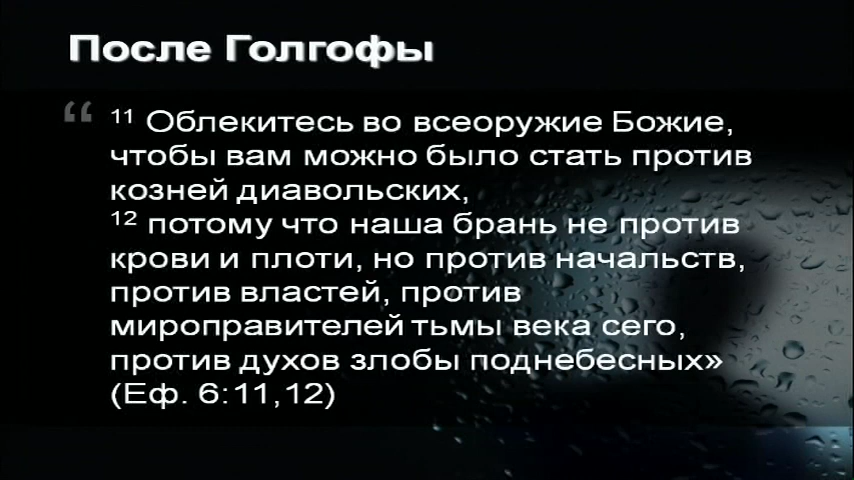 После Голгофы
“ ¹¹ Облекитесь во всеоружие Божие,
чтобы вам можно было стать против
козней диавольских,
¹² потому что наша брань не против
крови и плоти, но против начальств,
против властей, против
мироправителей тьмы века сего,
против духов злобы поднебесных»
(Еф. 6:11,12)